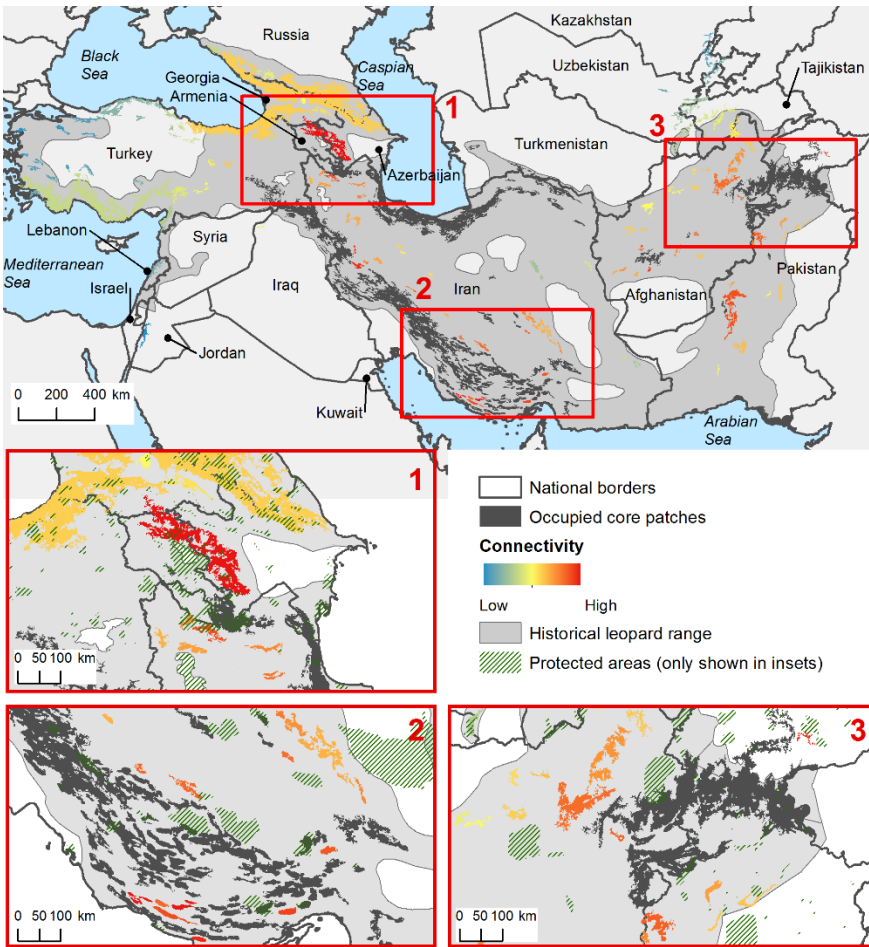 Russia
Kazakhstan
Black
Sea
Caspian
Sea
Uzbekistan
Tajikistan
Georgia
Armenia
1
3
Turkey
Turkmenistan
Azerbaijan
Lebanon
Syria
Mediterranean
Sea
Israel
Iraq
2
Iran
Afghanistan
Pakistan
Jordan
0 200 400 km
Kuwait
Arabian
Sea
1
0 50 100 km
National borders
Occupied core patches
Connectivity
Low High
Historical leopard range
Protected areas (only shown in insets)
2
0 50 100 km
3
0 50 100 km